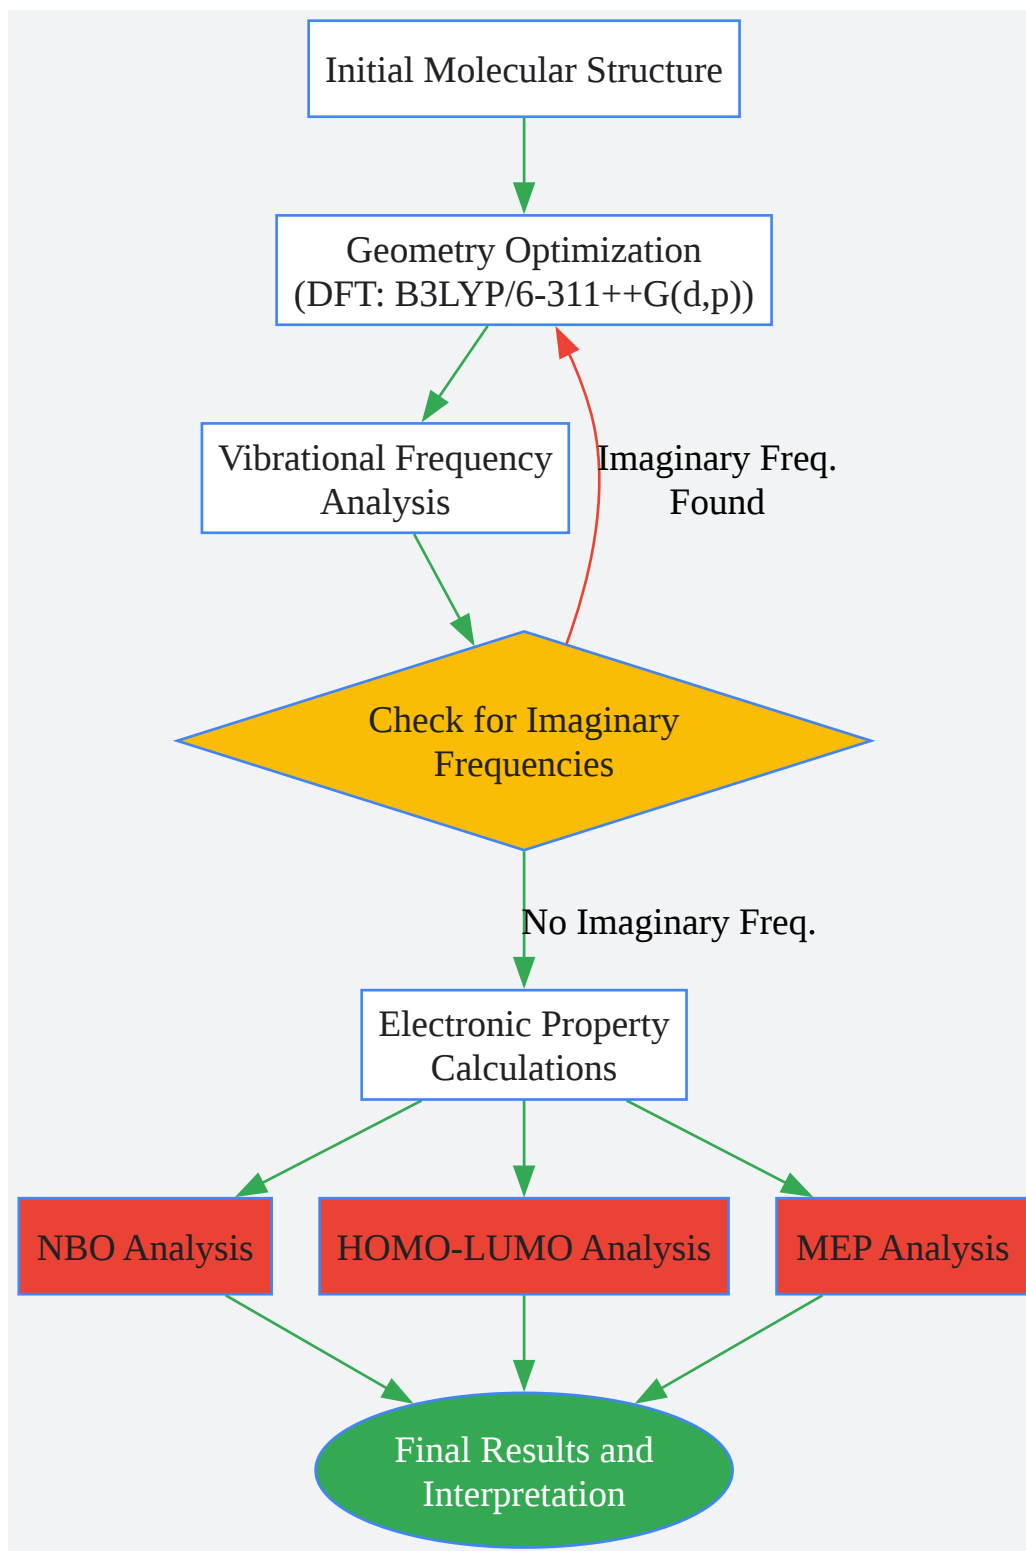 Initial Molecular Structure
Geometry Optimization
(DFT: B3LYP/6-311++G(d,p))
Vibrational Frequency
Analysis
Imaginary Freq.
Found
Check for Imaginary
Frequencies
No Imaginary Freq.
Electronic Property
Calculations
NBO Analysis
HOMO-LUMO Analysis
MEP Analysis
Final Results and
Interpretation